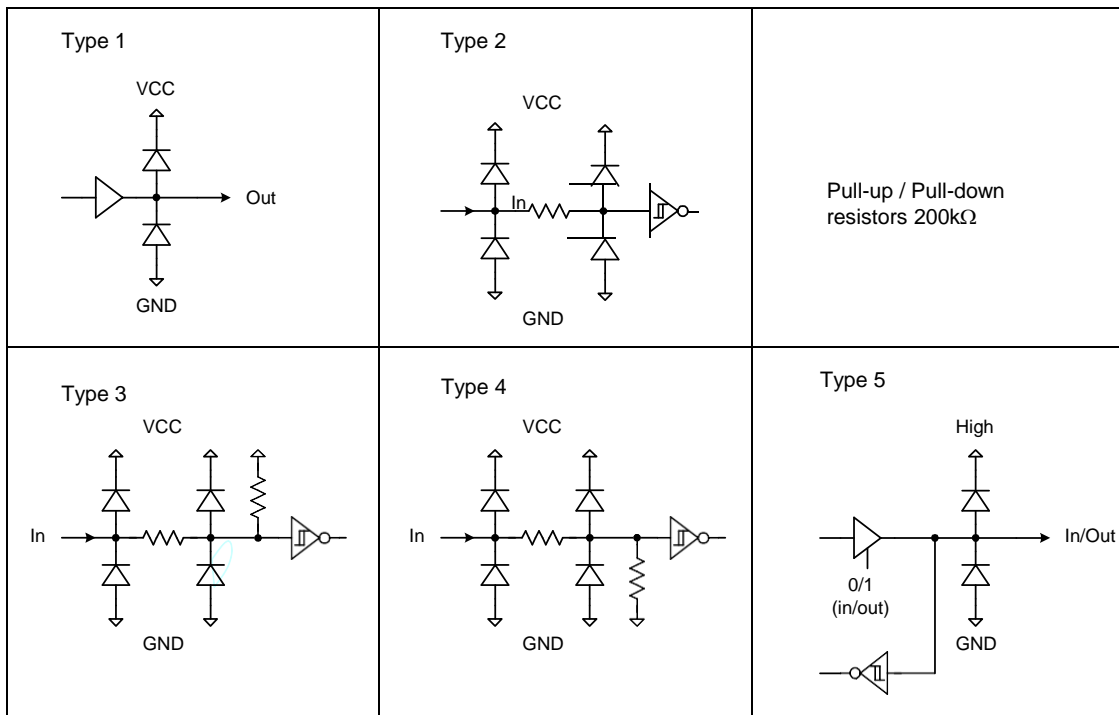 Type 1
VCC
Out
GND
Type 2
VCC
In
GND
Pull-up / Pull-down
resistors 200kΩ
Type 3
VCC
In
GND
Type 4
VCC
In
GND
Type 5
High
In/Out
0/1
(in/out)
GND